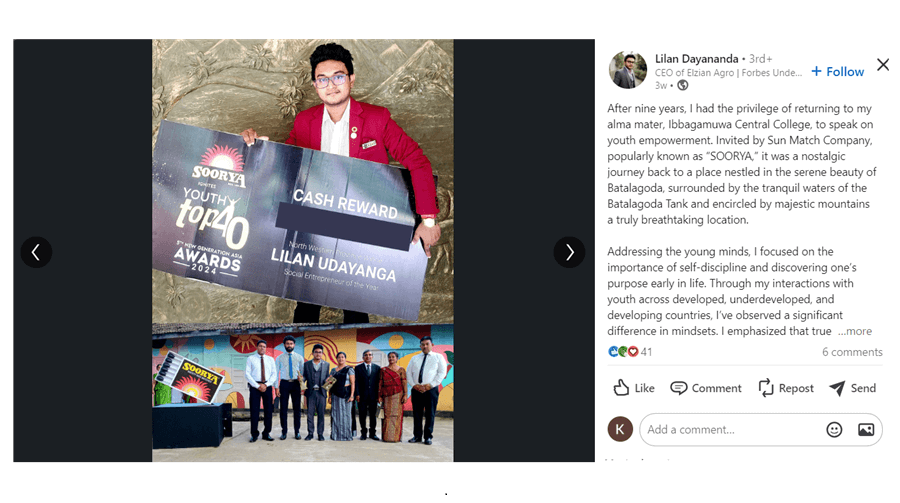 SOORYA
IGNITES
YOUTH
top40
5TH NEW GENERATION ASIA
AWARDS
2024
CASH REWARD
North Western
LILAN UDAYANGA
Social Entrepreneur of the Year
SOORYA
Lilan Dayananda • 3rd+
CEO of Elzian Agro | Forbes Unde...
+ Follow
3w •
After nine years, I had the privilege of returning to my
alma mater, Ibbagamuwa Central College, to speak on
youth empowerment. Invited by Sun Match Company,
popularly known as “SOORYA,” it was a nostalgic
journey back to a place nestled in the serene beauty of
Batalagoda, surrounded by the tranquil waters of the
Batalagoda Tank and encircled by majestic mountains
a truly breathtaking location.
Addressing the young minds, I focused on the
importance of self-discipline and discovering one’s
purpose early in life. Through my interactions with
youth across developed, underdeveloped, and
developing countries, I’ve observed a significant
difference in mindsets. I emphasized that true ...more
41
6 comments
Like
Comment
Repost
Send
K
Add a comment...